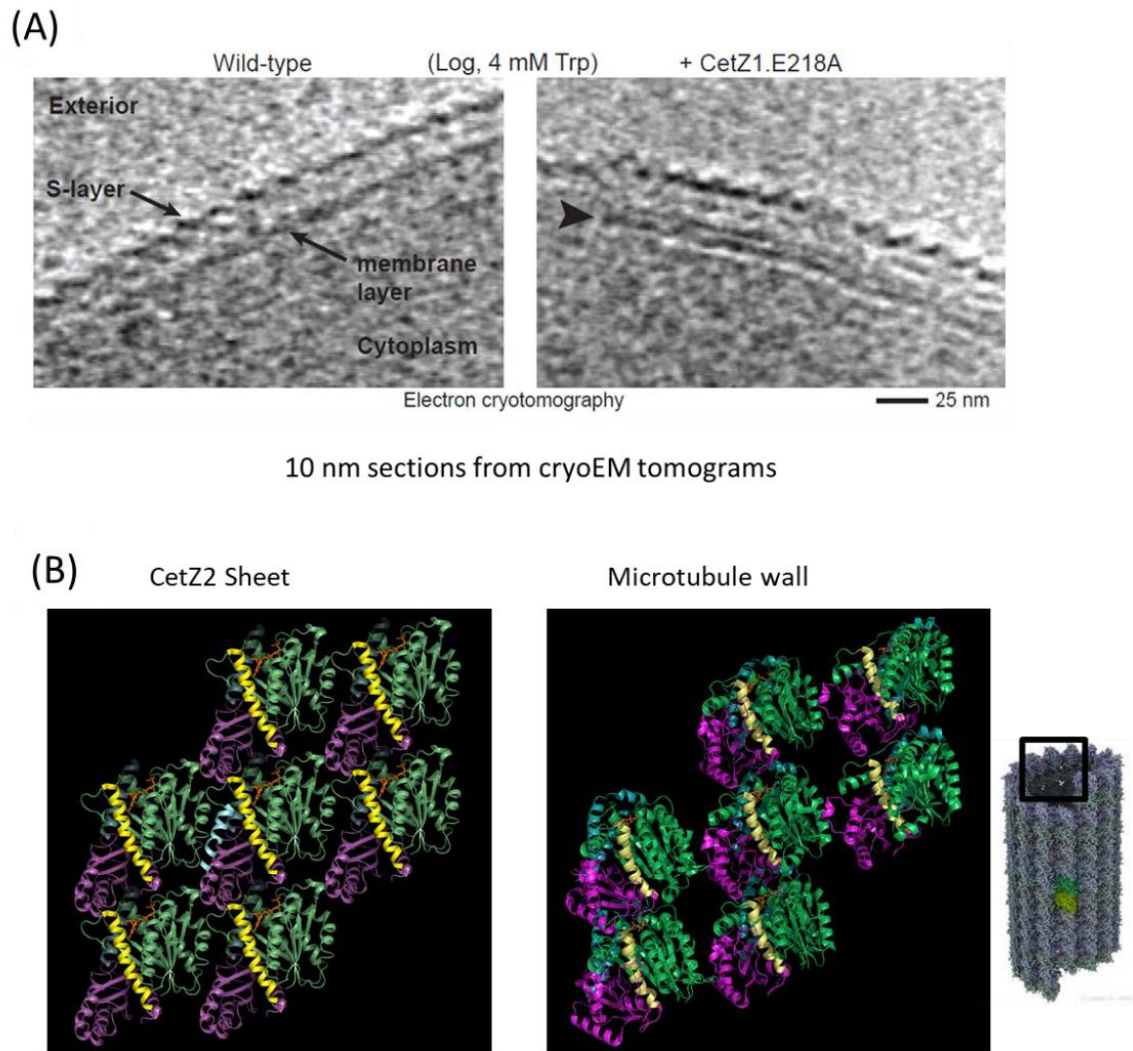 (A)
Wild-type (Log, 4 mM Trp) + CetZ1.E218A
Exterior
S-layer
membrane
layer
Cytoplasm
Electron cryotomography 25 nm
10 nm sections from cryoEM tomograms
(B) CetZ2 Sheet Microtubule wall